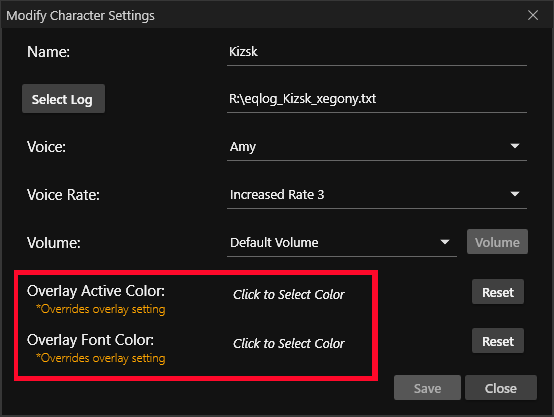 Modify Character Settings
Name: Kizsk
Select Log R:\eqlog_Kizsk_xegony.txt
Voice: Amy
Voice Rate: Increased Rate 3
Volume: Default Volume Volume
Overlay Active Color: Click to Select Color Reset
*Overrides overlay setting
Overlay Font Color: Click to Select Color Reset
*Overrides overlay setting
Save Close